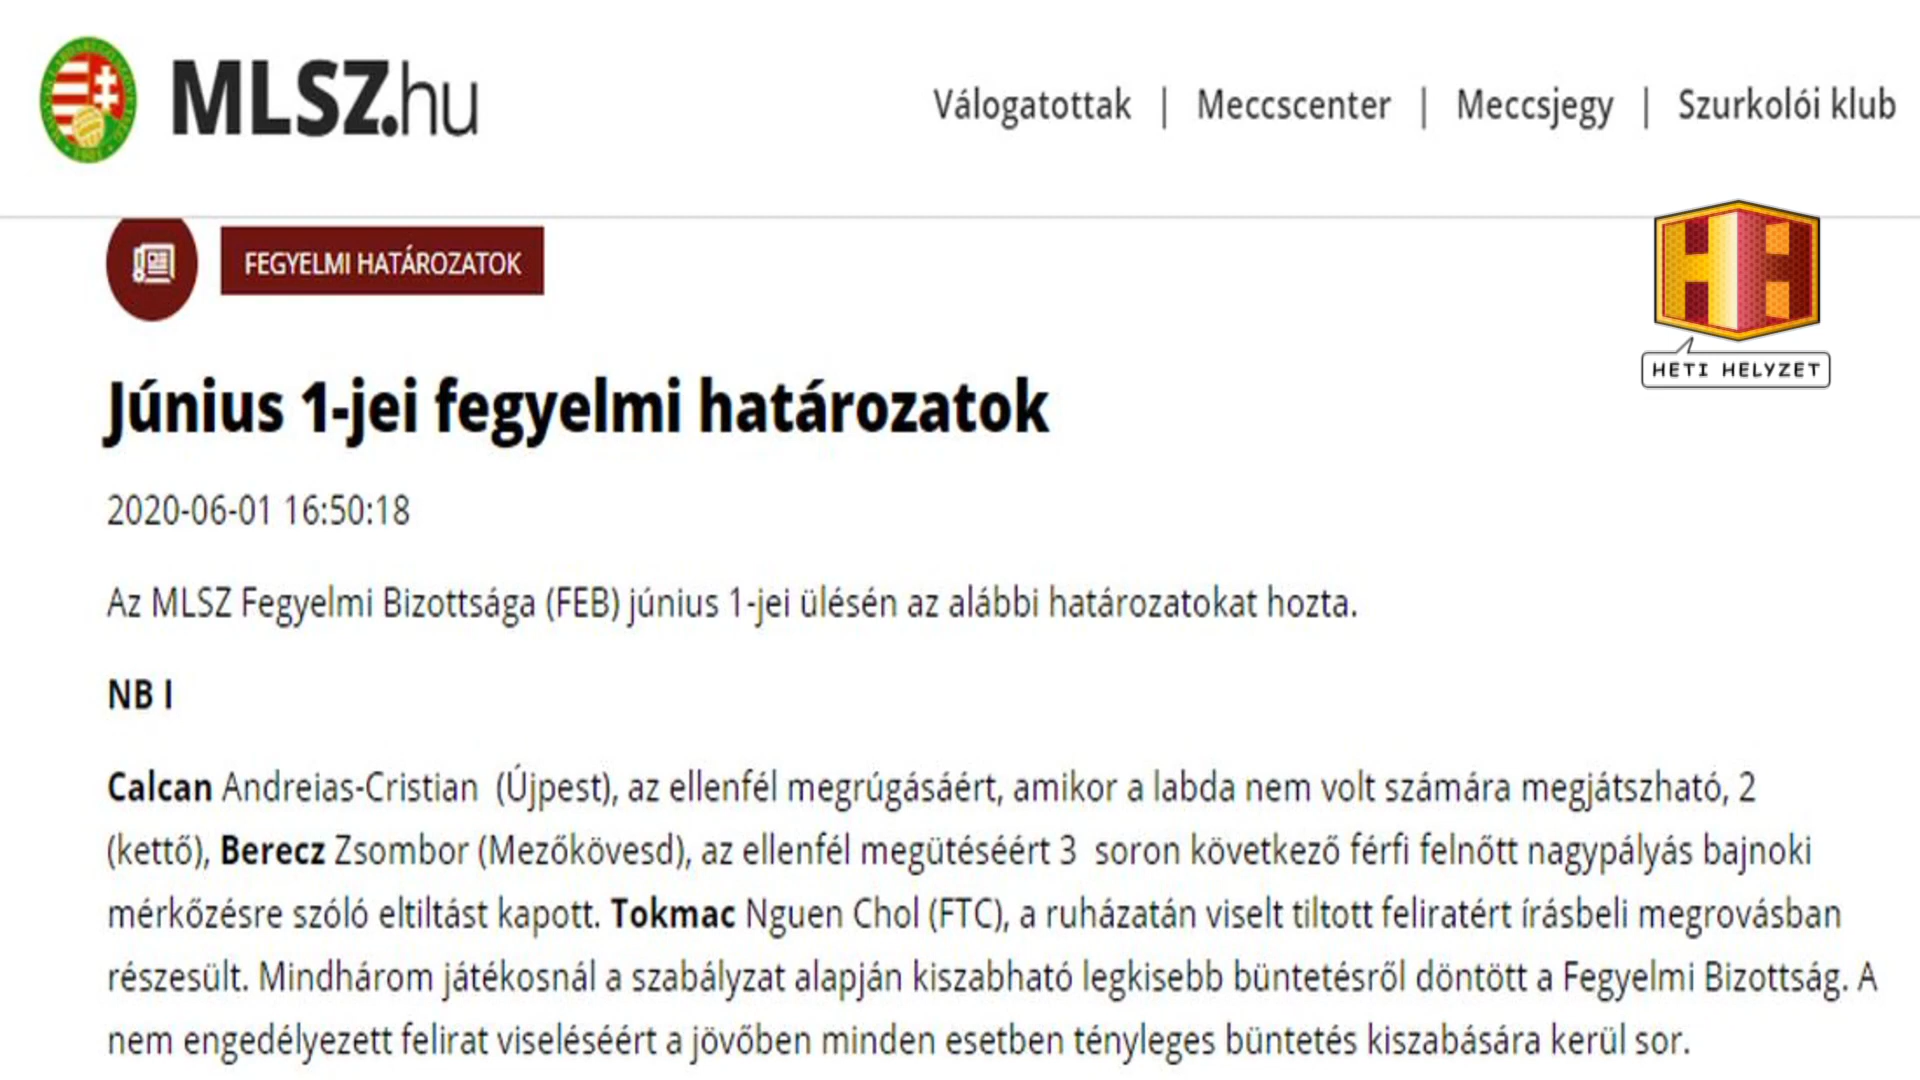 MLSZ.hu
Válogatottak | Meccscenter | Meccsjegy | Szurkolói klub
FEGYELMI HATÁROZATOK
HETI HELYZET
Június 1-jei fegyelmi határozatok
2020-06-01 16:50:18
Az MLSZ Fegyelmi Bizottsága (FEB) június 1-jei ülésén az alábbi határozatokat hozta.
NB I
Calcan Andreias-Cristian (Újpest), az ellenfél megrúgásáért, amikor a labda nem volt számára megjátszható, 2
(kettő), Berecz Zsombor (Mezőkövesd), az ellenfél megütéséért 3 soron következő férfi felnőtt nagypályás bajnoki
mérkőzésre szóló eltiltást kapott. Tokmac Nguen Chol (FTC), a ruházatán viselt tiltott feliratért írásbeli megrovásban
részesült. Mindhárom játékosnál a szabályzat alapján kiszabható legkisebb büntetésről döntött a Fegyelmi Bizottság. A
nem engedélyezett felirat viseléséért a jövőben minden esetben tényleges büntetés kiszabására kerül sor.